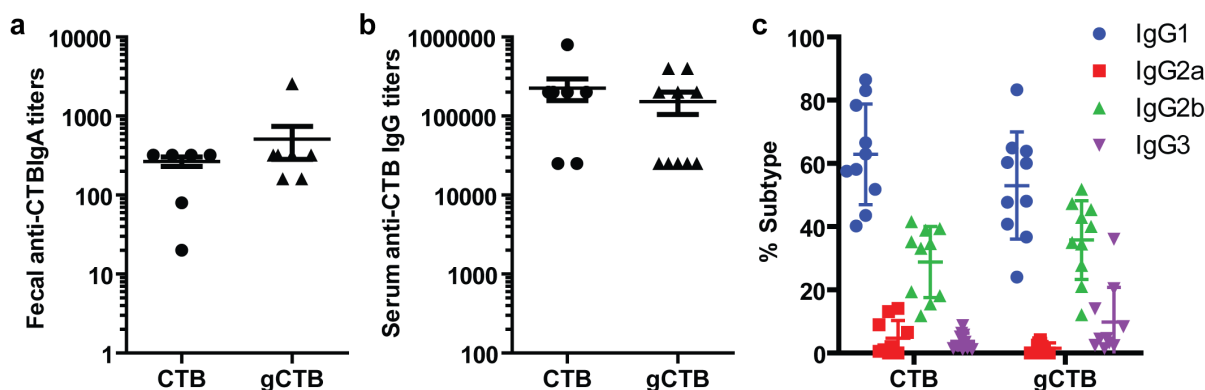 a
Fecal anti-CTBIgA titers
10000
1000
100
10
1
CTB
gCTB
b
Serum anti-CTB IgG titers
1000000
100000
10000
1000
100
CTB
gCTB
c
% Subtype
100
80
60
40
20
0
CTB
gCTB
IgG1
IgG2a
IgG2b
IgG3